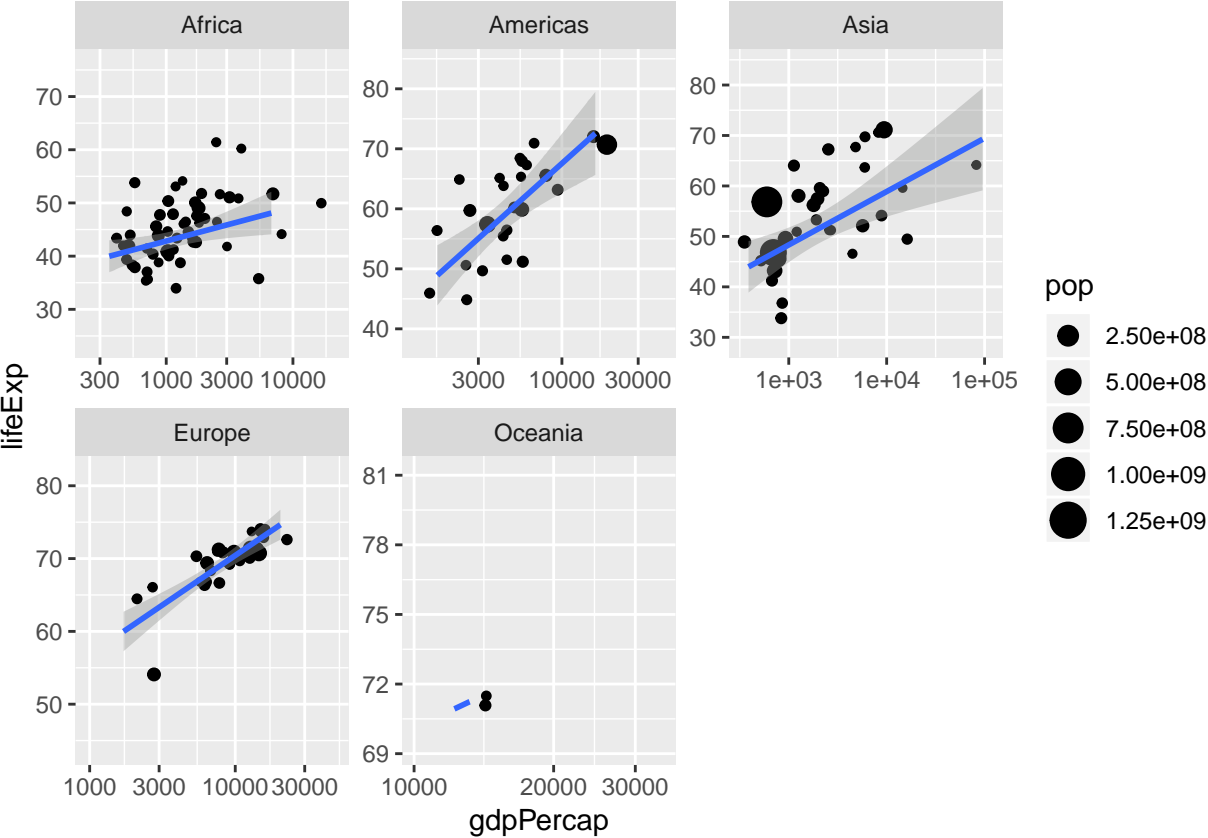 Africa
Americas
Asia
70
60
50
40
30
80
70
60
50
40
80
70
60
50
40
30
300 1000 3000 10000
3000 10000 30000
1e+03 1e+04 1e+05
lifeExp
Europe
Oceania
80
70
60
50
81
78
75
72
69
1000 3000 10000 30000
10000 20000 30000
gdpPercap
pop
2.50e+08
5.00e+08
7.50e+08
1.00e+09
1.25e+09